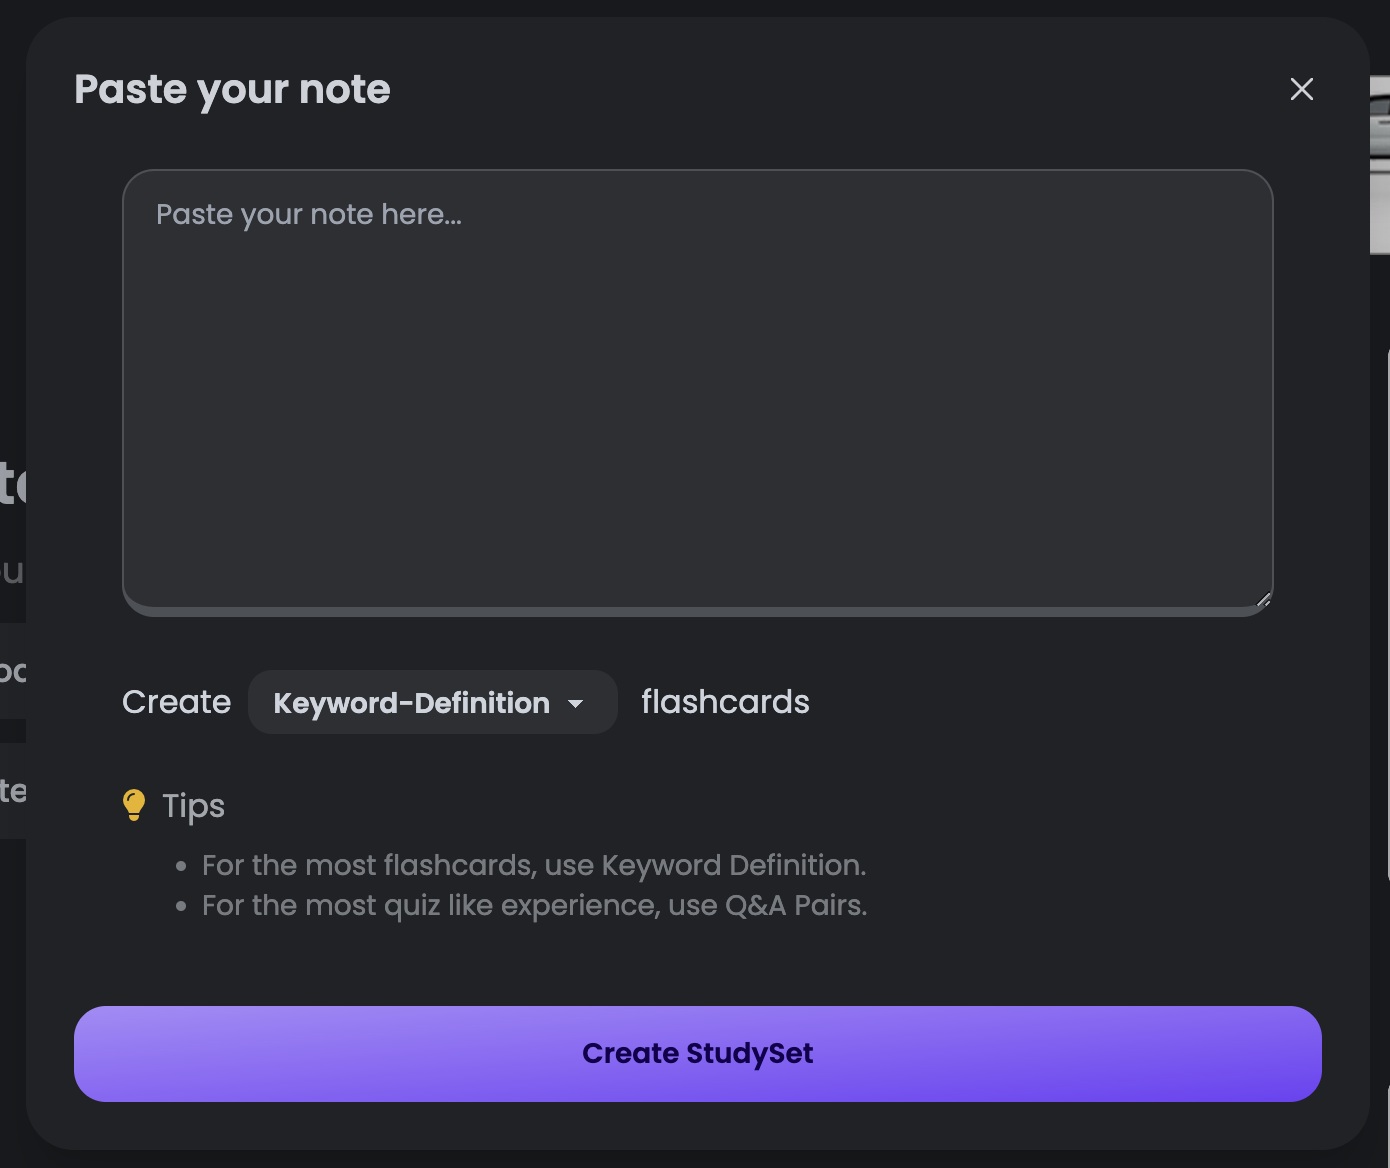 Paste your note
Paste your note here...
Create Keyword-Definition flashcards
Tips
For the most flashcards, use Keyword Definition.
For the most quiz like experience, use Q&A Pairs.
Create StudySet